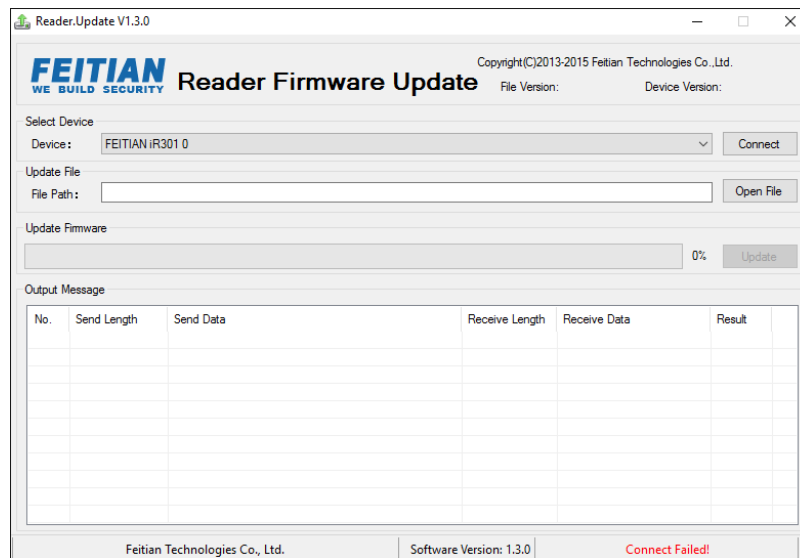 Reader.Update V1.3.0
FEITIAN
WE BUILD SECURITY
Reader Firmware Update
Copyright(C)2013-2015 Feitian Technologies Co.,Ltd.
File Version: Device Version:
Select Device
Device: FEITIAN iR301 0 Connect
Update File
File Path: Open File
Update Firmware
0% Update
Output Message
No. Send Length Send Data Receive Length Receive Data Result
Feitian Technologies Co., Ltd. Software Version: 1.3.0 Connect Failed!